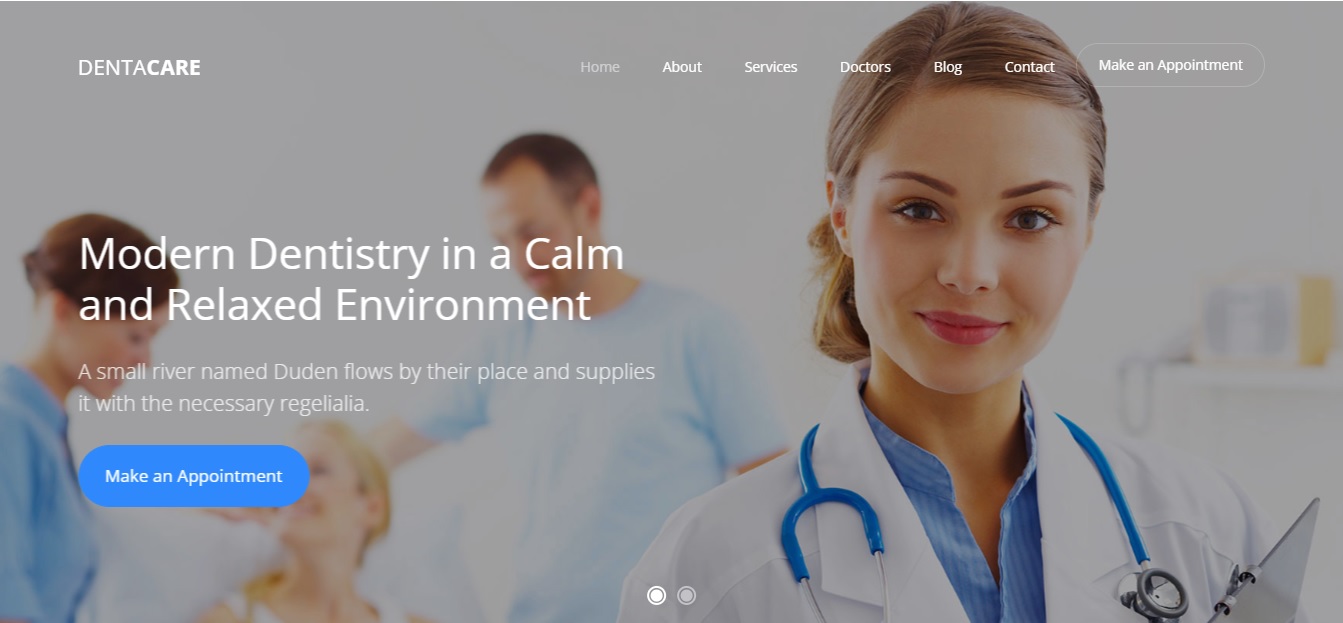 DENTACARE
Home About Services Doctors Blog Contact Make an Appointment
Modern Dentistry in a Calm
and Relaxed Environment
A small river named Duden flows by their place and supplies
it with the necessary regelialia.
Make an Appointment